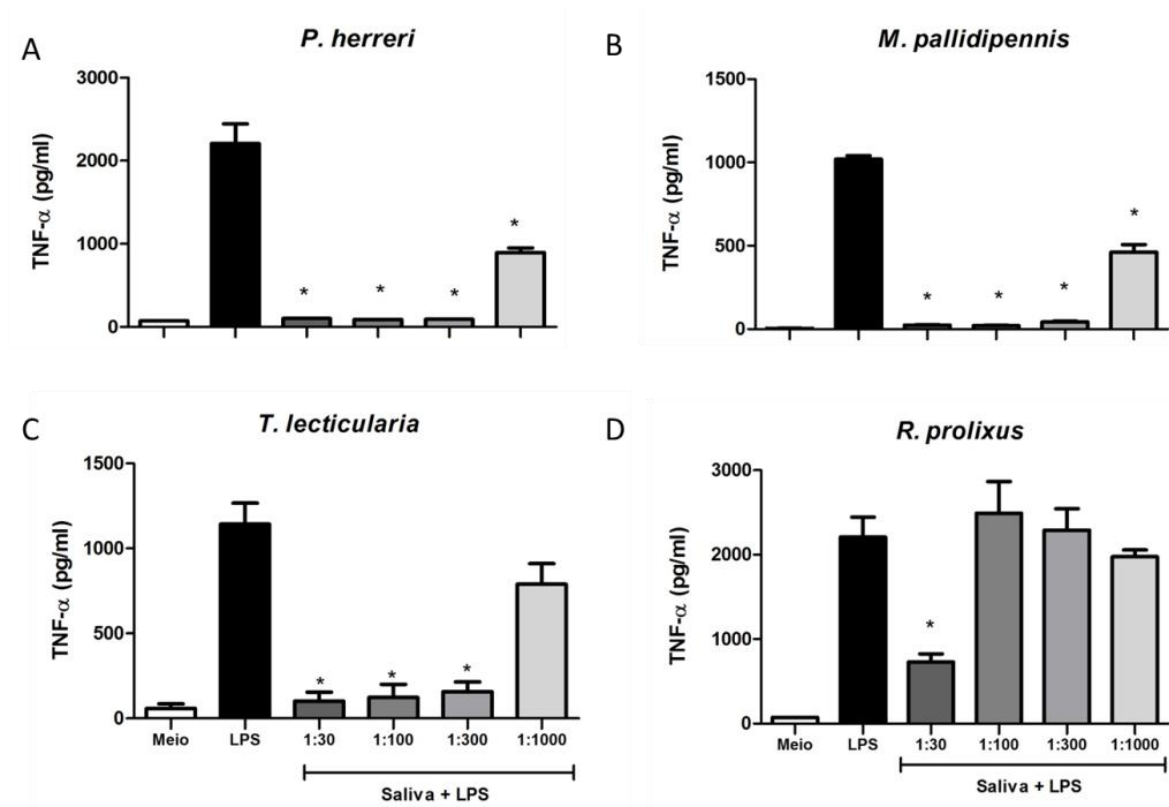 A
P. herreri
TNF-α (pg/ml)
3000
2000
1000
0
*
*
*
*
B
M. pallidipennis
TNF-α (pg/ml)
1500
1000
500
0
*
*
*
*
C
T. lecticularia
TNF-α (pg/ml)
1500
1000
500
0
*
*
*
Meio LPS 1:30 1:100 1:300 1:1000
Saliva + LPS
D
R. prolixus
TNF-α (pg/ml)
3000
2000
1000
0
*
Meio LPS 1:30 1:100 1:300 1:1000
Saliva + LPS